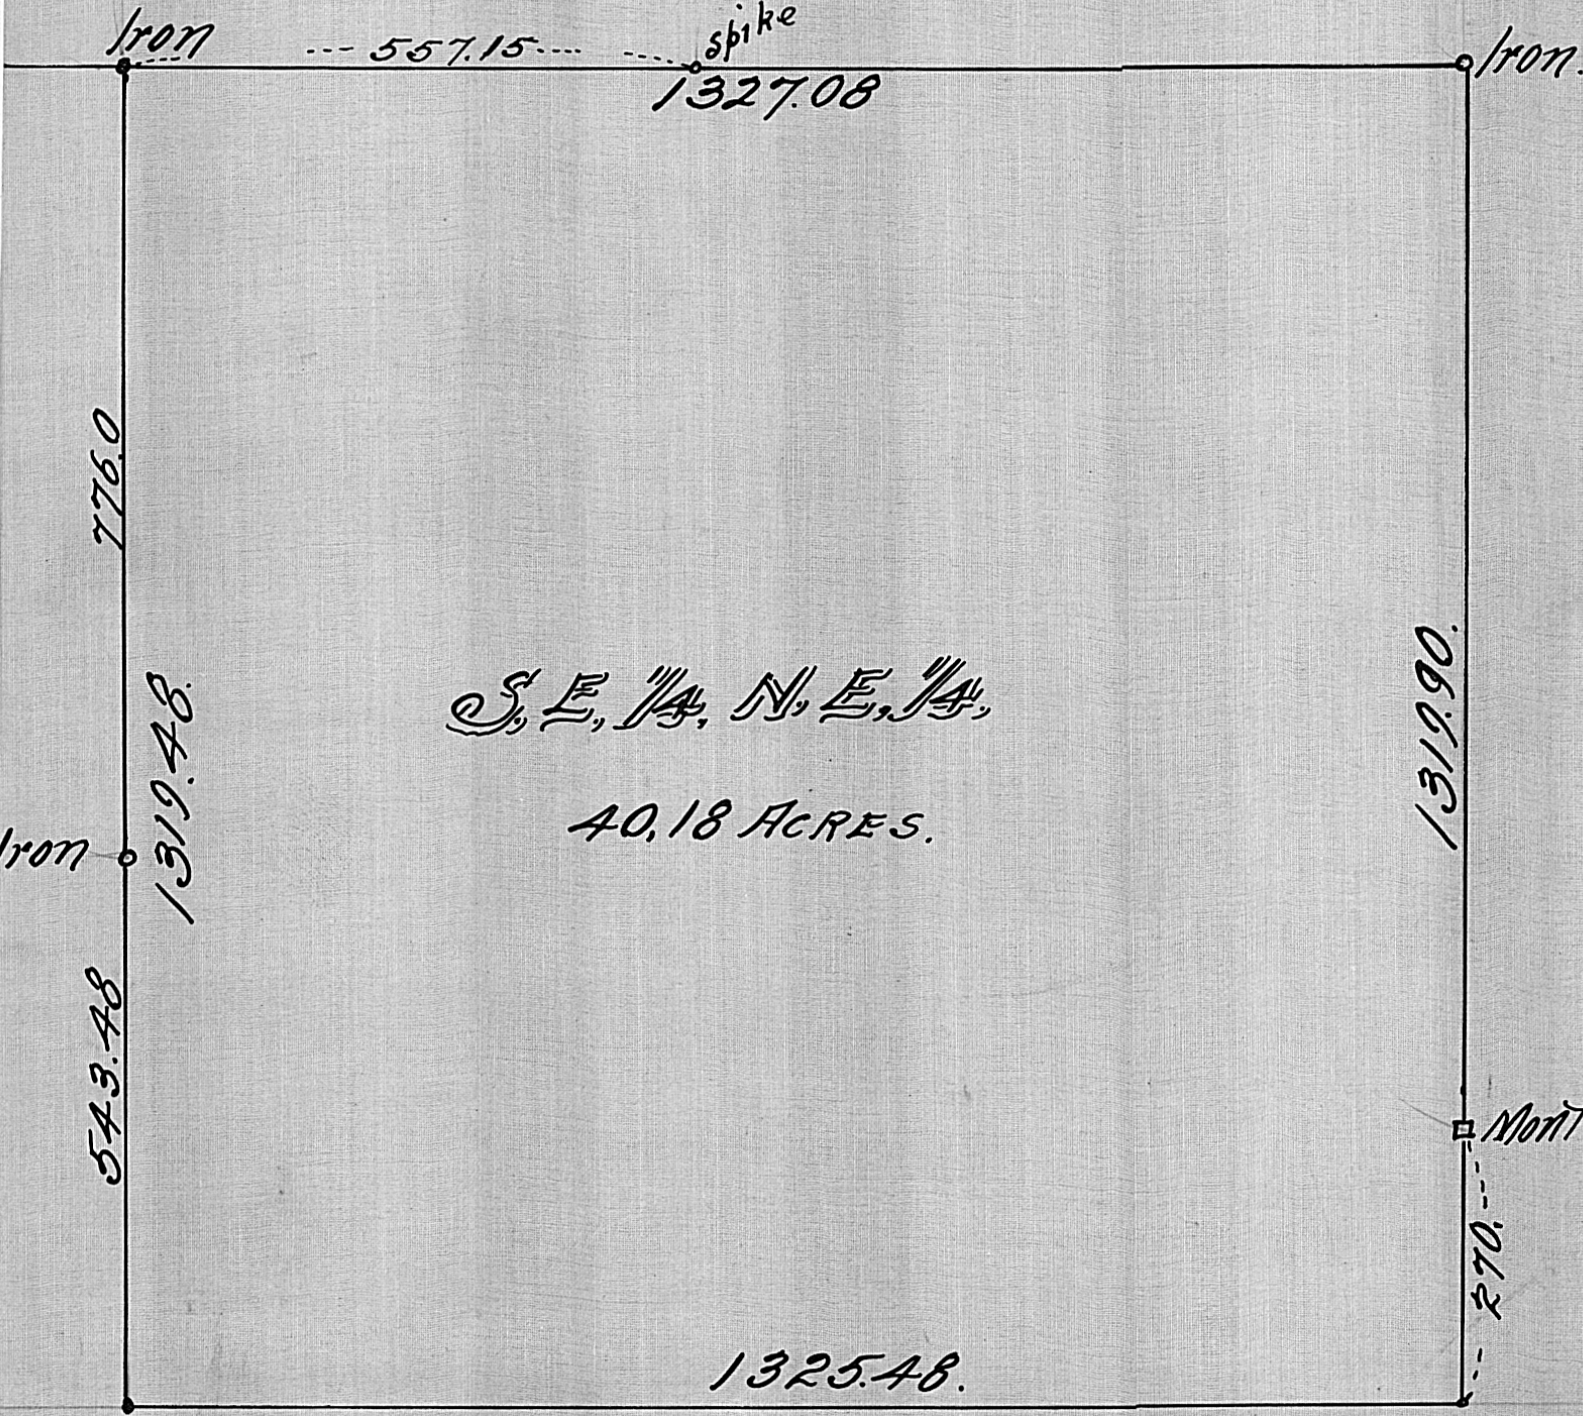 Iron
557.15
spike
Iron.
1327.08
776.0
1319.48.
1319.90.
S.E. 1/4, N.E. 1/4,
40,18 ACRES.
Iron
543.48
Mon't
270.
1325.48.